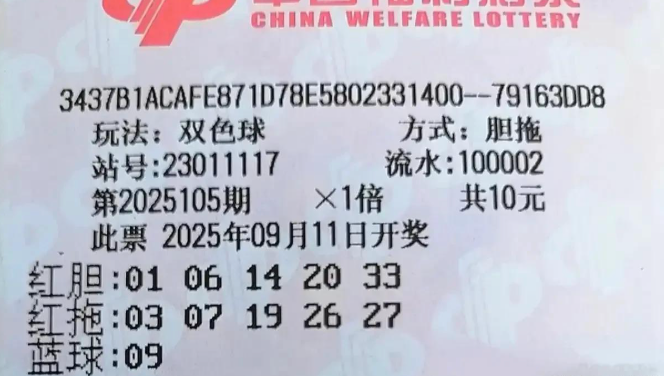 CHINA WELFARE LOTTERY
3437B1ACAFE871D78E5802331400--79163DD8
玩法：双色球 方式：胆拖
站号:23011117 流水:100002
第2025105期 ×1倍 共10元
此票 2025年09月11日开奖
红胆:01 06 14 20 33
红拖:03 07 19 26 27
蓝球:09